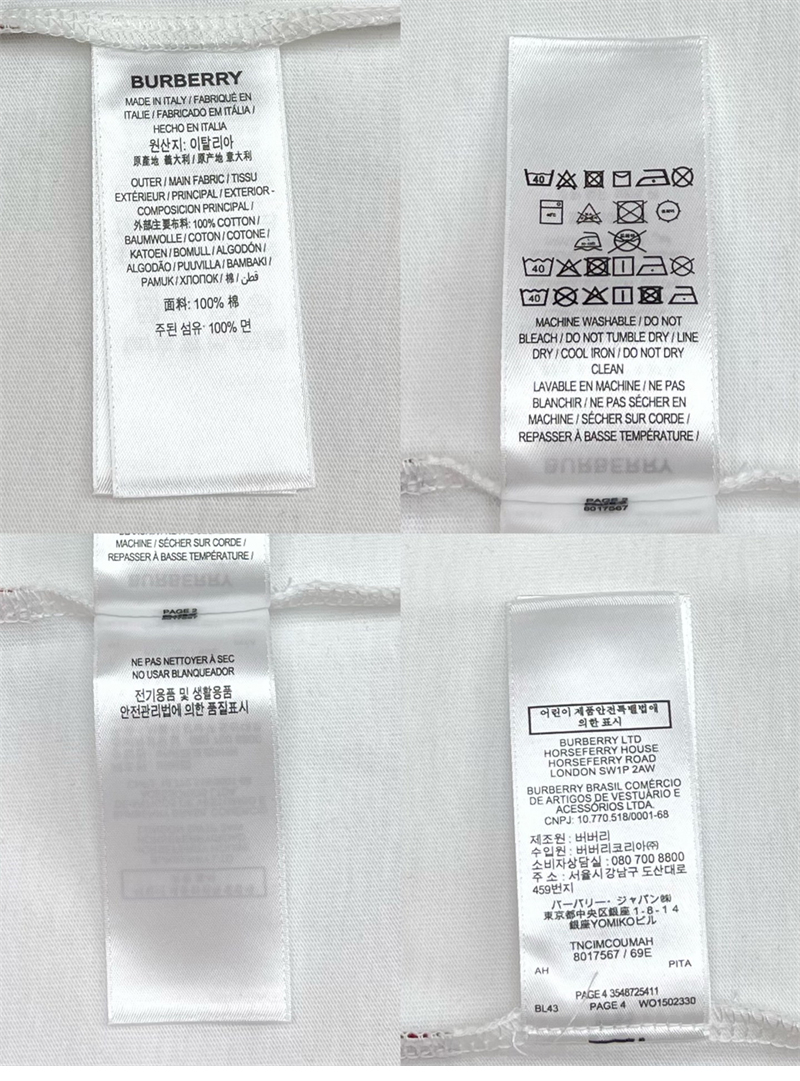 BURBERRY
MADE IN ITALY / FABRIQUÉ EN
ITALIE / FABRICADO EM ITÁLIA /
HECHO EN ITALIA
원산지: 이탈리아
原產地 義大利 / 原产地 意大利
OUTER / MAIN FABRIC / TISSU
EXTÉRIEUR / PRINCIPAL / EXTERIOR -
COMPOSICION PRINCIPAL /
外部主要布料: 100% COTTON /
BAUMWOLLE / COTON / COTONE /
KATOEN / BOMULL / ALGODÓN /
ALGODÃO / PUUVILLA / BAMBAKI /
PAMUK / ХЛОПОК / 棉 / قطن /
面料: 100% 棉
주된 섬유: 100% 면
40
40
40
MACHINE WASHABLE / DO NOT
BLEACH / DO NOT TUMBLE DRY / LINE
DRY / COOL IRON / DO NOT DRY
CLEAN
LAVABLE EN MACHINE / NE PAS
BLANCHIR / NE PAS SÉCHER EN
MACHINE / SÉCHER SUR CORDE /
REPASSER À BASSE TEMPÉRATURE /
PAGE 2
8017567
MACHINE / SÉCHER SUR CORDE /
REPASSER À BASSE TEMPÉRATURE /
PAGE 2
NE PAS NETTOYER À SEC
NO USAR BLANQUEADOR
전기용품 및 생활용품
안전관리법에 의한 품질표시
어린이 제품안전특별법에
의한 표시
BURBERRY LTD
HORSEFERRY HOUSE
HORSEFERRY ROAD
LONDON SW1P 2AW
BURBERRY BRASIL COMÉRCIO
DE ARTIGOS DE VESTUÁRIO E
ACESSÓRIOS LTDA.
CNPJ: 10.770.518/0001-68
제조원 : 버버리
수입원 : 버버리코리아㈜
소비자상담실 : 080 700 8800
주 소 : 서울시강남구 도산대로
459번지
バーバリー・ジャパン㈱
東京都中央区銀座 1 - 8 - 1 4
銀座YOMIKOビル
TNCIMCOUMAH
8017567 / 69E
AH PITA
PAGE 4 3548725411
BL43 PAGE 4 WO1502330